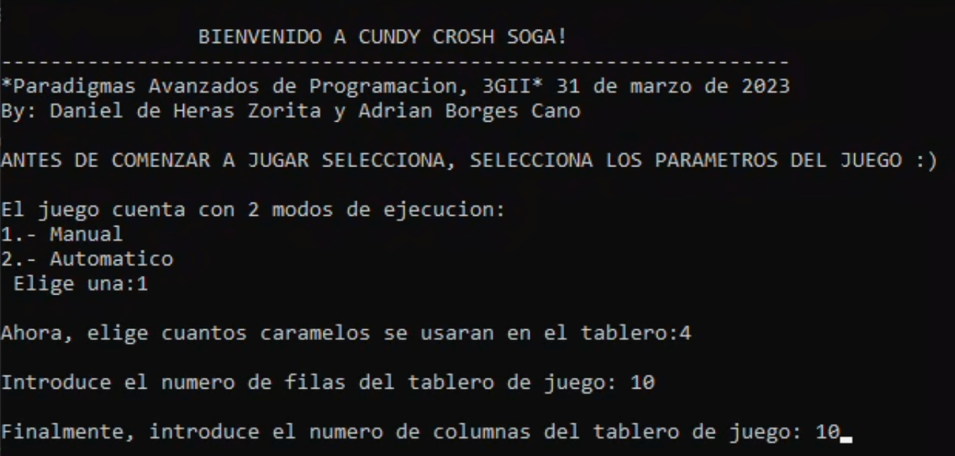 BIENVENIDO A CUNDY CROSH SOGA!
----------------------------------------------------------------
*Paradigmas Avanzados de Programacion, 3GII* 31 de marzo de 2023
By: Daniel de Heras Zorita y Adrian Borges Cano
ANTES DE COMENZAR A JUGAR SELECCIONA, SELECCIONA LOS PARAMETROS DEL JUEGO :)
El juego cuenta con 2 modos de ejecucion:
1.- Manual
2.- Automatico
Elige una:1
Ahora, elige cuantos caramelos se usaran en el tablero:4
Introduce el numero de filas del tablero de juego: 10
Finalmente, introduce el numero de columnas del tablero de juego: 10